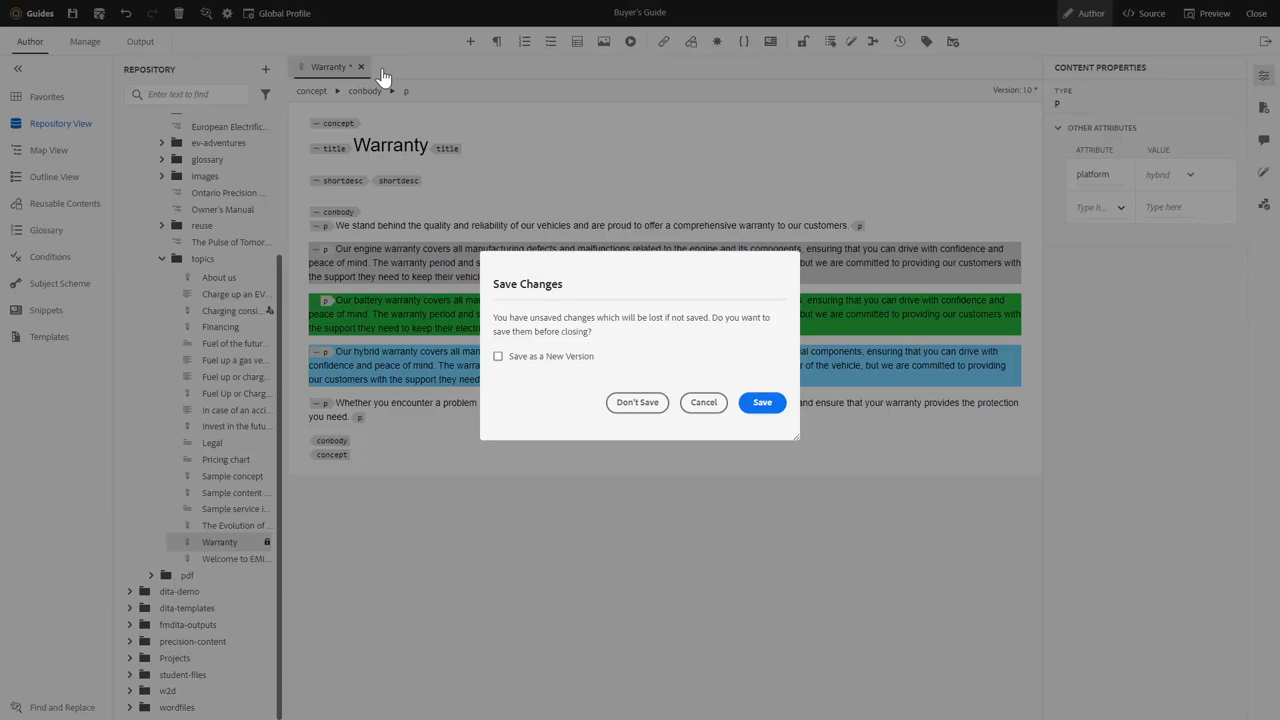 Guides
Global Profile
Buyer's Guide
Author
Source
Preview
Close
Author
Manage
Output
Favorites
Repository View
Map View
Outline View
Reusable Contents
Glossary
Conditions
Subject Scheme
Snippets
Templates
Find and Replace
REPOSITORY
Enter text to find
European Electrific...
ev-adventures
glossary
images
Ontario Precision ...
Owner's Manual
reuse
The Pulse of Tomor...
topics
About us
Charge up an EV...
Charging consi...
Financing
Fuel of the futur...
Fuel up a gas ve...
Fuel up or charg...
Fuel Up or Charg...
In case of an acci...
Invest in the futu...
Legal
Pricing chart
Sample concept
Sample content ...
Sample service i...
The Evolution of ...
Warranty
Welcome to EMI...
pdf
dita-demo
dita-templates
fmdita-outputs
precision-content
Projects
student-files
w2d
wordfiles
Warranty *
concept conbody p
Version: 1.0 *
concept
title Warranty title
shortdesc shortdesc
conbody
p We stand behind the quality and reliability of our vehicles and are proud to offer a comprehensive warranty to our customers. p
p Our engine warranty covers all manufacturing defects and malfunctions related to the engine and its components, ensuring that you can drive with confidence and
peace of mind. The warranty period and s but we are committed to providing our customers with
the support they need to keep their vehicle
p Our battery warranty covers all man onents, ensuring that you can drive with confidence and
peace of mind. The warranty period and s but we are committed to providing our customers with
the support they need to keep their electri
p Our hybrid warranty covers all man ial components, ensuring that you can drive with
confidence and peace of mind. The warra r of the vehicle, but we are committed to providing
our customers with the support they need
p Whether you encounter a problem and ensure that your warranty provides the protection
you need. p
conbody
concept
Save Changes
You have unsaved changes which will be lost if not saved. Do you want to
save them before closing?
Save as a New Version
Don't Save
Cancel
Save
CONTENT PROPERTIES
TYPE
P
OTHER ATTRIBUTES
ATTRIBUTE VALUE
platform hybrid
Type h... Type here